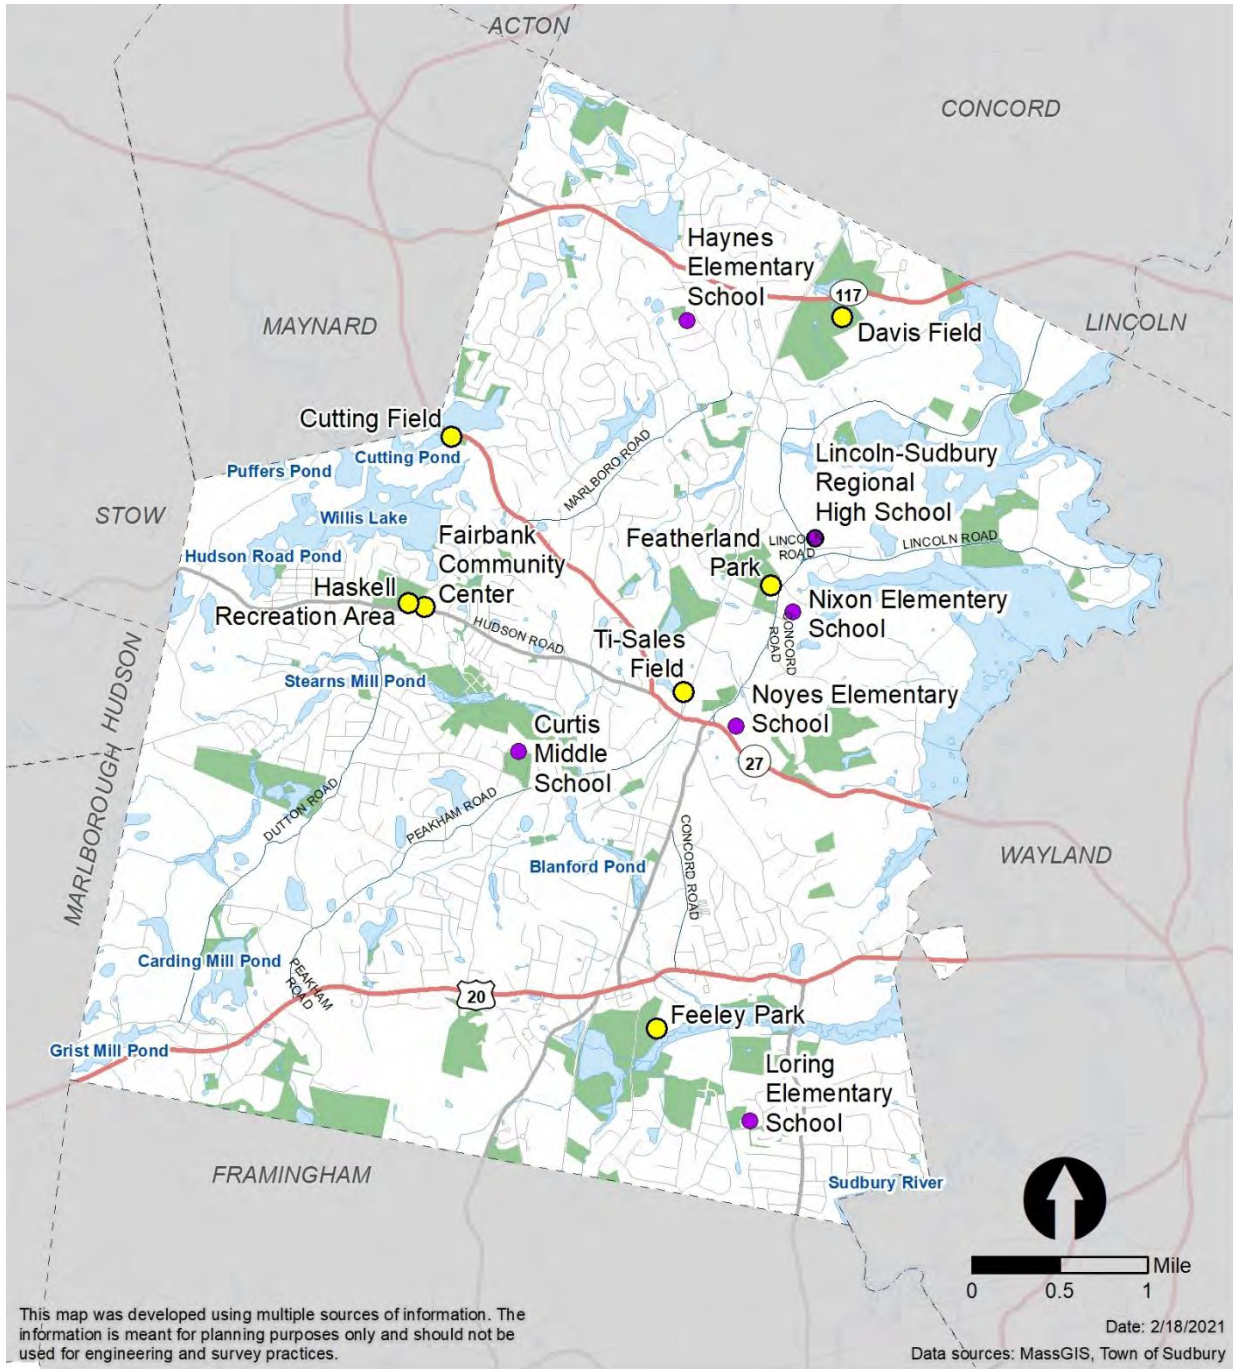 ACTON
CONCORD
Haynes
Elementary
School
117
Davis Field
MAYNARD
LINCOLN
Cutting Field
Cutting Pond
Puffers Pond
MARLBORO ROAD
Lincoln-Sudbury
Regional
High School
STOW
Willis Lake
Fairbank
Community
Center
Featherland
Park
LINCOLN
ROAD
LINCOLN ROAD
Hudson Road Pond
Haskell
Recreation Area
HUDSON ROAD
Nixon Elementery
School
CONCORD
ROAD
Ti-Sales
Field
Stearns Mill Pond
Noyes Elementary
School
Curtis
Middle
School
27
MARLBOROUGH
HUDSON
DUTTON ROAD
PEAKHAM ROAD
CONCORD ROAD
Blanford Pond
WAYLAND
Carding Mill Pond
PEAKHAM
ROAD
20
Feeley Park
Grist Mill Pond
Loring
Elementary
School
FRAMINGHAM
Sudbury River
Mile
0 0.5 1
This map was developed using multiple sources of information. The
information is meant for planning purposes only and should not be
used for engineering and survey practices.
Date: 2/18/2021
Data sources: MassGIS, Town of Sudbury